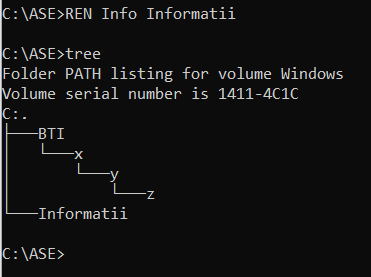 C:\ASE>REN Info Informatii
C:\ASE>tree
Folder PATH listing for volume Windows
Volume serial number is 1411-4C1C
C:.
├───BTI
│   └───x
│       └───y
│           └───z
└───Informatii
C:\ASE>